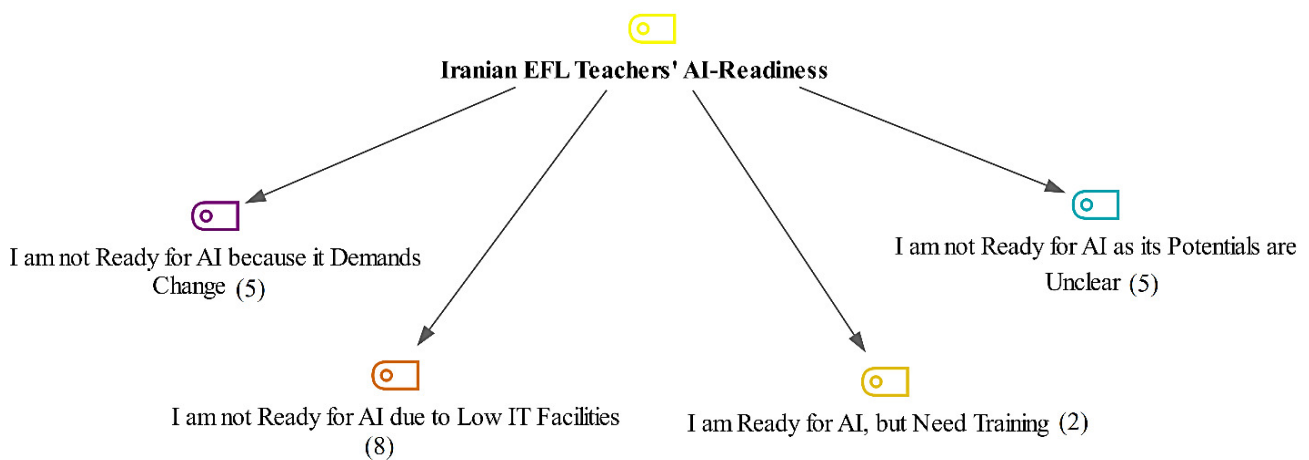 Iranian EFL Teachers' AI-Readiness
I am not Ready for AI because it Demands
Change (5)
I am not Ready for AI as its Potentials are
Unclear (5)
I am not Ready for AI due to Low IT Facilities
(8)
I am Ready for AI, but Need Training (2)